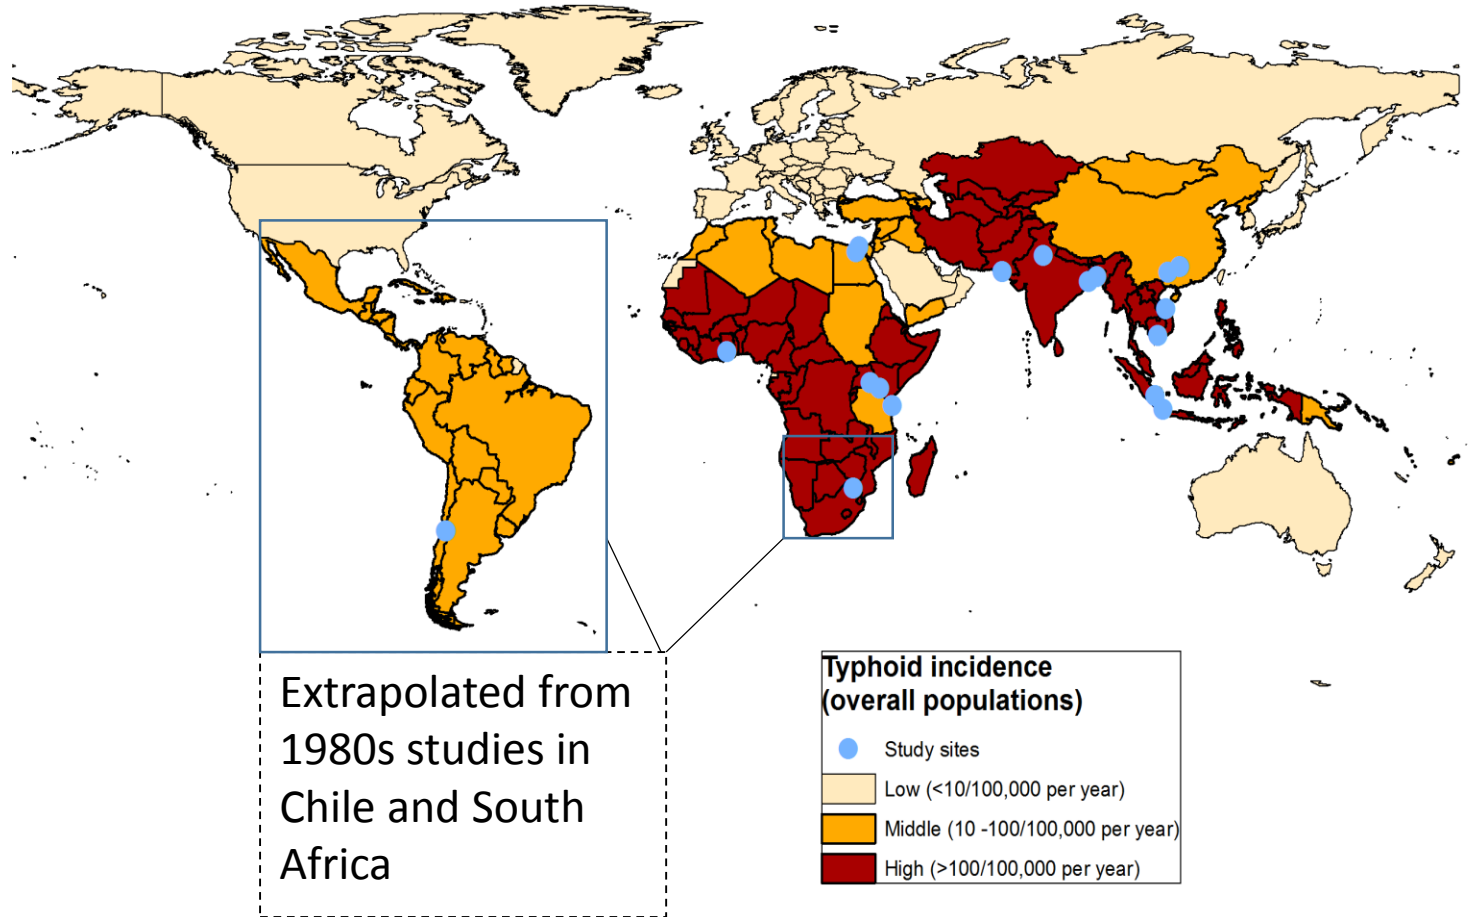 Extrapolated from
1980s studies in
Chile and South
Africa
Typhoid incidence
(overall populations)
Study sites
Low (<10/100,000 per year)
Middle (10 -100/100,000 per year)
High (>100/100,000 per year)